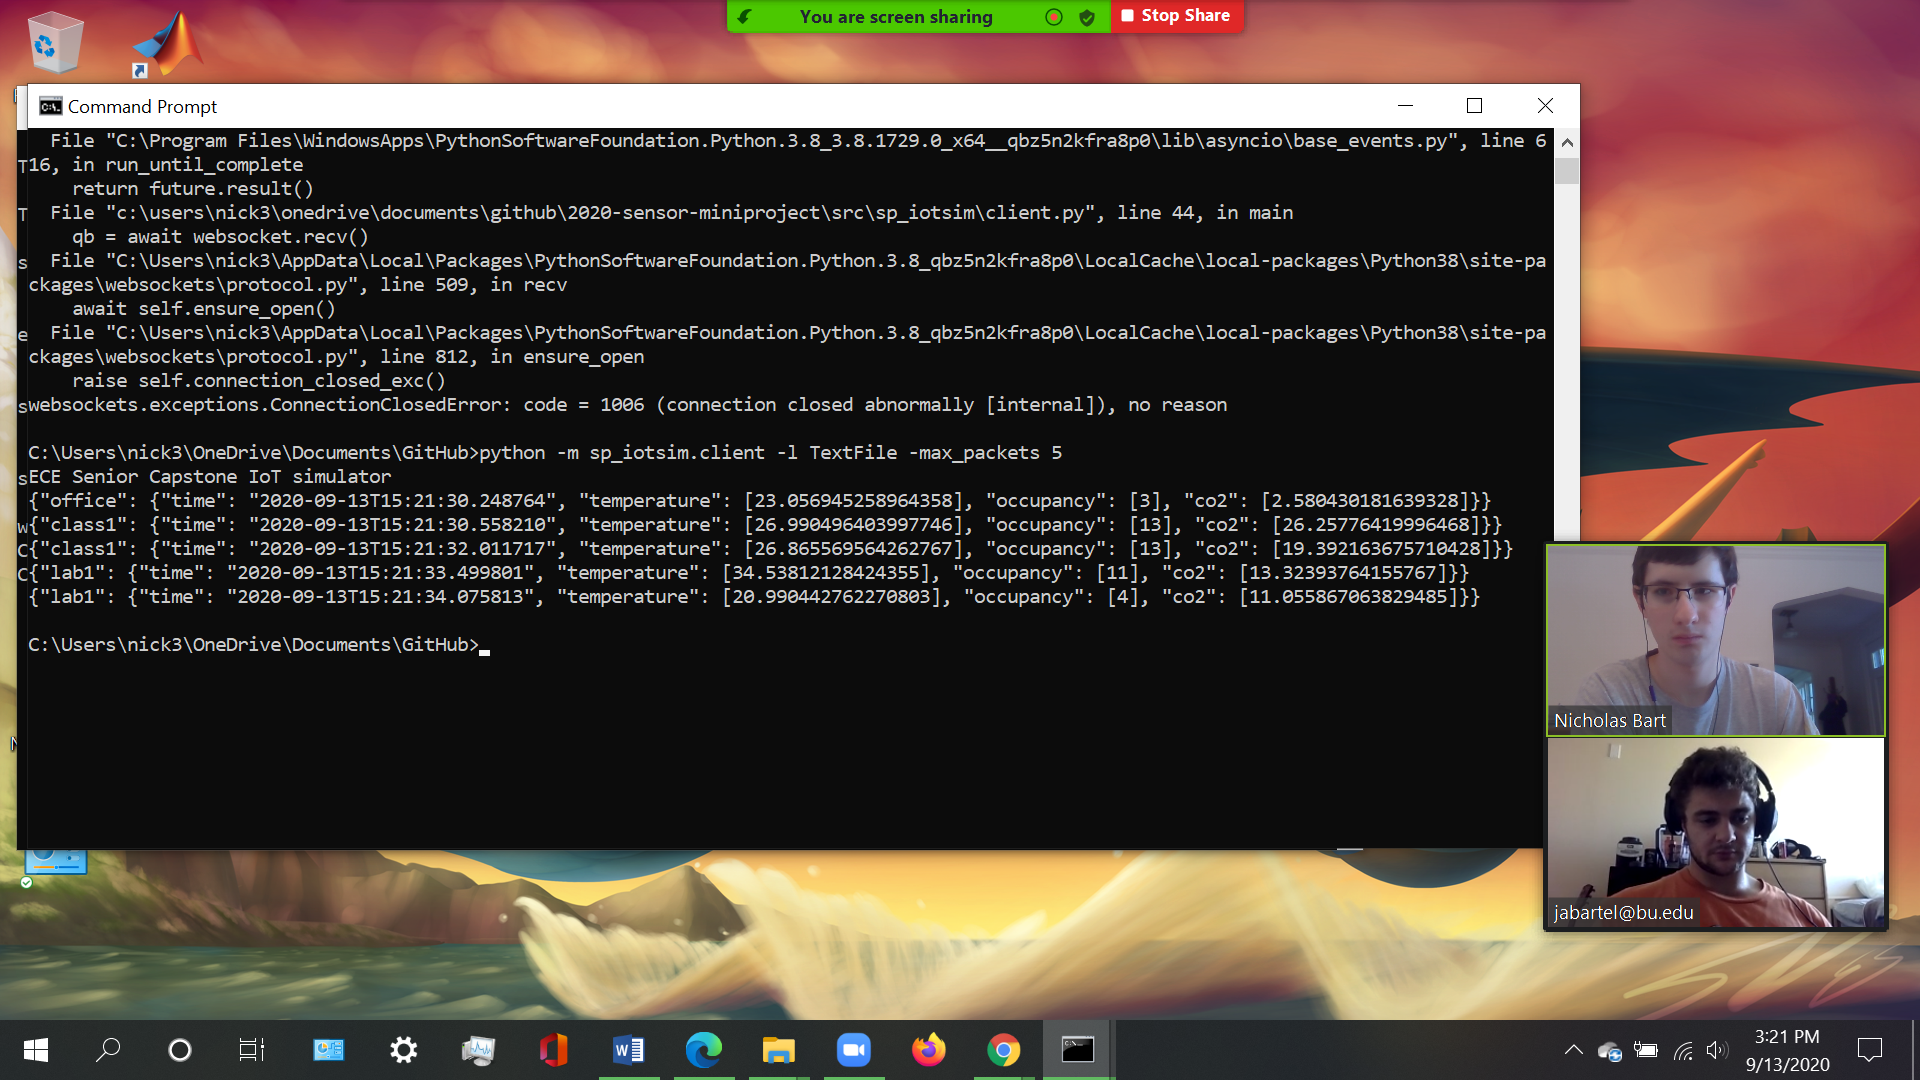 You are screen sharing
Stop Share
Command Prompt
File "C:\Program Files\WindowsApps\PythonSoftwareFoundation.Python.3.8_3.8.1729.0_x64__qbz5n2kfra8p0\lib\asyncio\base_events.py", line 6
16, in run_until_complete
return future.result()
File "c:\users\nick3\onedrive\documents\github\2020-sensor-miniproject\src\sp_iotsim\client.py", line 44, in main
qb = await websocket.recv()
File "C:\Users\nick3\AppData\Local\Packages\PythonSoftwareFoundation.Python.3.8_qbz5n2kfra8p0\LocalCache\local-packages\Python38\site-pa
ckages\websockets\protocol.py", line 509, in recv
await self.ensure_open()
File "C:\Users\nick3\AppData\Local\Packages\PythonSoftwareFoundation.Python.3.8_qbz5n2kfra8p0\LocalCache\local-packages\Python38\site-pa
ckages\websockets\protocol.py", line 812, in ensure_open
raise self.connection_closed_exc()
websockets.exceptions.ConnectionClosedError: code = 1006 (connection closed abnormally [internal]), no reason
C:\Users\nick3\OneDrive\Documents\GitHub>python -m sp_iotsim.client -l TextFile -max_packets 5
ECE Senior Capstone IoT simulator
{"office": {"time": "2020-09-13T15:21:30.248764", "temperature": [23.056945258964358], "occupancy": [3], "co2": [2.580430181639328]}}
{"class1": {"time": "2020-09-13T15:21:30.558210", "temperature": [26.990496403997746], "occupancy": [13], "co2": [26.25776419996468]}}
{"class1": {"time": "2020-09-13T15:21:32.011717", "temperature": [26.865569564262767], "occupancy": [13], "co2": [19.392163675710428]}}
{"lab1": {"time": "2020-09-13T15:21:33.499801", "temperature": [34.53812128424355], "occupancy": [11], "co2": [13.32393764155767]}}
{"lab1": {"time": "2020-09-13T15:21:34.075813", "temperature": [20.990442762270803], "occupancy": [4], "co2": [11.055867063829485]}}
C:\Users\nick3\OneDrive\Documents\GitHub>
Nicholas Bart
jabartel@bu.edu
3:21 PM
9/13/2020